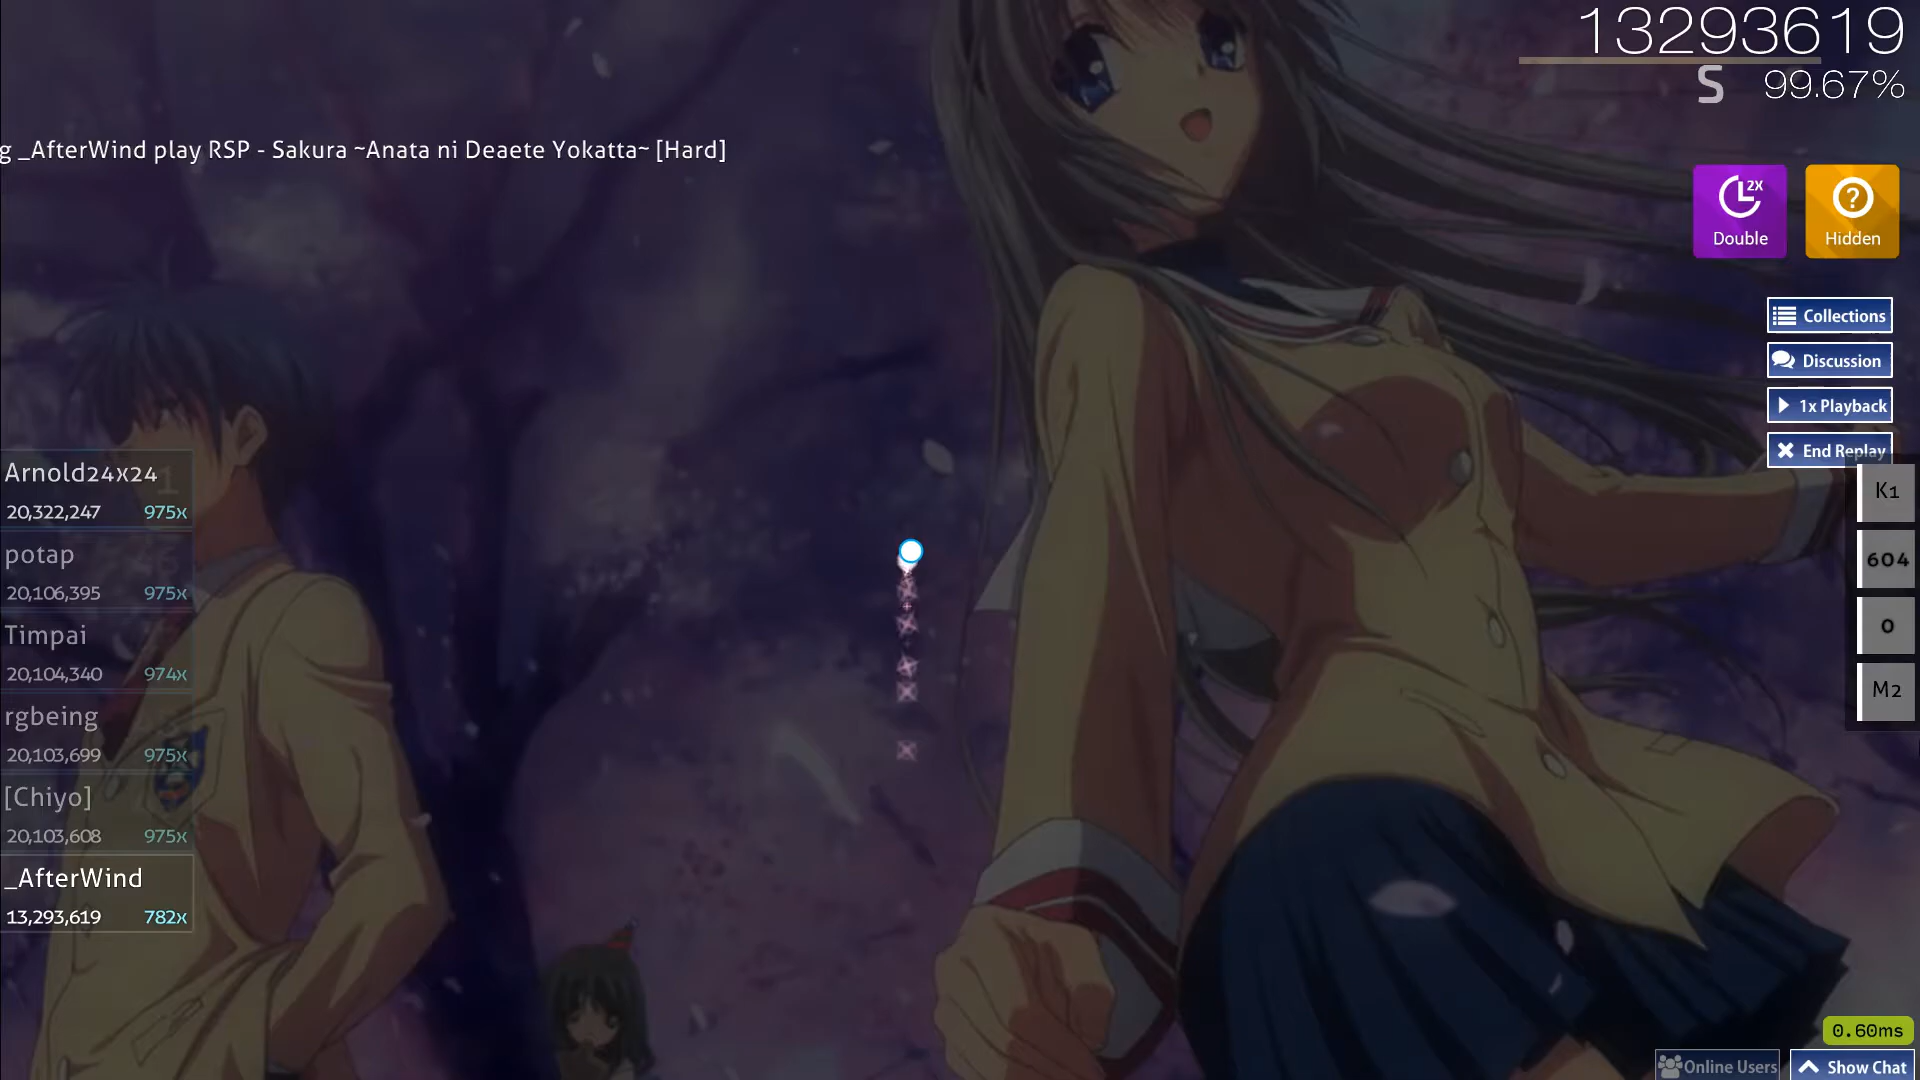 13293619
S 99.67%
g _AfterWind play RSP - Sakura ~Anata ni Deaete Yokatta~ [Hard]
2X
Double
?
Hidden
Collections
Discussion
1x Playback
End Replay
K1
604
0
M2
Arnold24x24
20,322,247 975x
potap
20,106,395 975x
Timpai
20,104,340 974x
rgbeing
20,103,699 975x
[Chiyo]
20,103,608 975x
_AfterWind
13,293,619 782x
0.60ms
Online Users
Show Chat